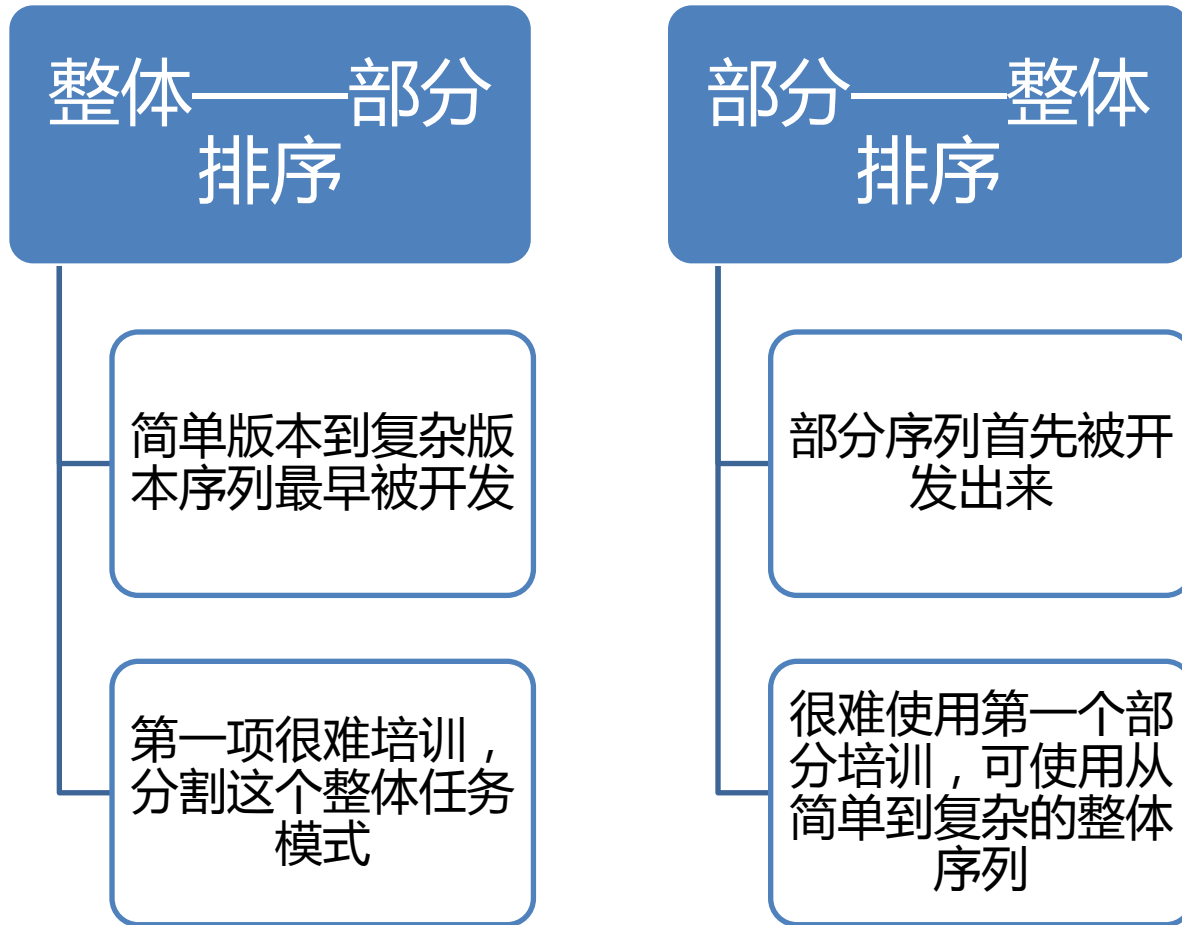 整体——部分
排序
简单版本到复杂版
本序列最早被开发
第一项很难培训，
分割这个整体任务
模式
部分——整体
排序
部分序列首先被开
发出来
很难使用第一个部
分培训，可使用从
简单到复杂的整体
序列